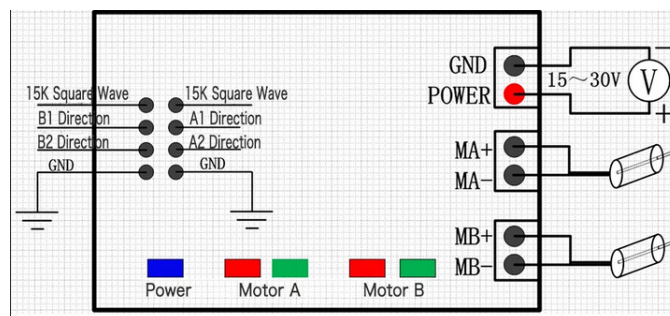 GND
15~30V
V
POWER
15K Square Wave 15K Square Wave
B1 Direction A1 Direction
B2 Direction A2 Direction
GND GND
MA+
MA-
MB+
MB-
Power Motor A Motor B